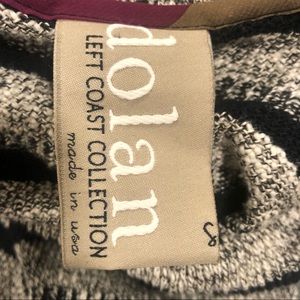 dolan
LEFT COAST COLLECTION
made in usa
S